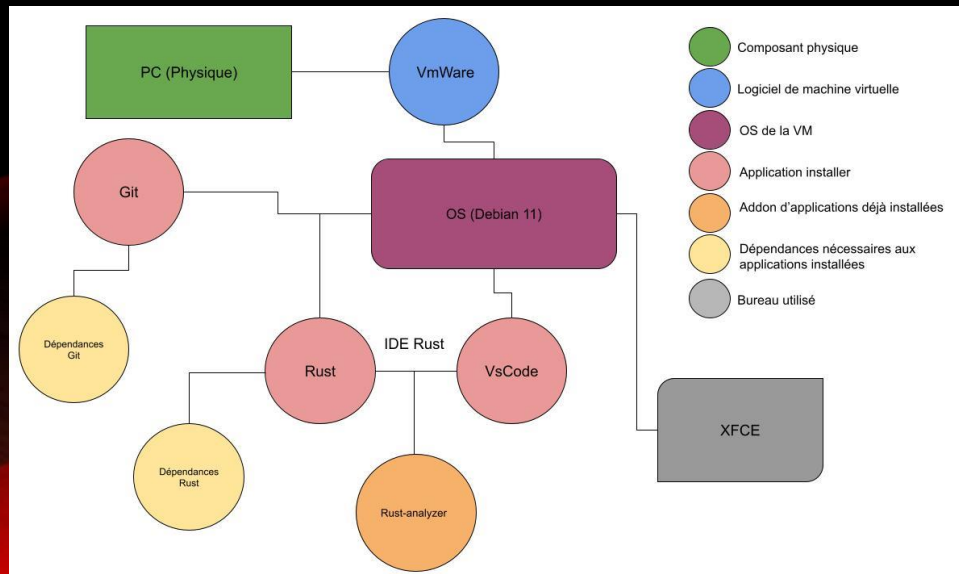 PC (Physique)
VmWare
Composant physique
Logiciel de machine virtuelle
OS de la VM
Application installer
Addon d'applications déjà installées
Dépendances nécessaires aux
applications installées
Bureau utilisé
Git
OS (Debian 11)
Dépendances
Git
Rust
IDE Rust
VsCode
XFCE
Dépendances
Rust
Rust-analyzer